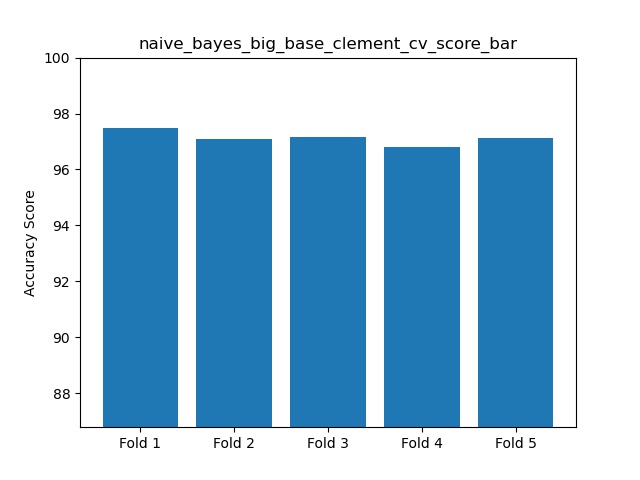 naive_bayes_big_base_clement_cv_score_bar
100
98
96
94
92
90
88
Accuracy Score
Fold 1 Fold 2 Fold 3 Fold 4 Fold 5